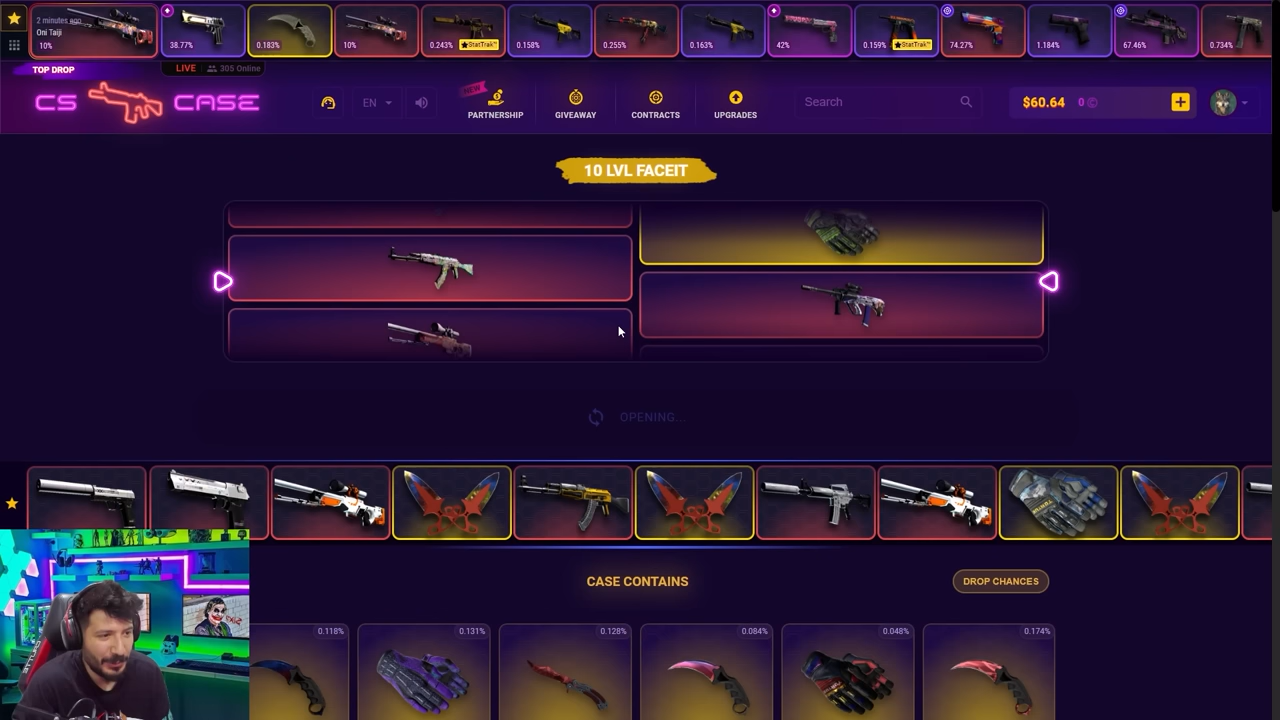 2 minutes ago
Oni Taiji
10%
38.77%
0.183%
10%
0.243%
★StatTrak™
0.158%
0.255%
0.163%
42%
0.159%
★StatTrak™
74.27%
1.184%
67.46%
0.734%
TOP DROP
LIVE
305 Online
CS CASE
EN
NEW
PARTNERSHIP
GIVEAWAY
CONTRACTS
UPGRADES
Search
$60.64
0
10 LVL FACEIT
OPENING...
CASE CONTAINS
DROP CHANCES
0.118%
0.131%
0.128%
0.084%
0.048%
0.174%